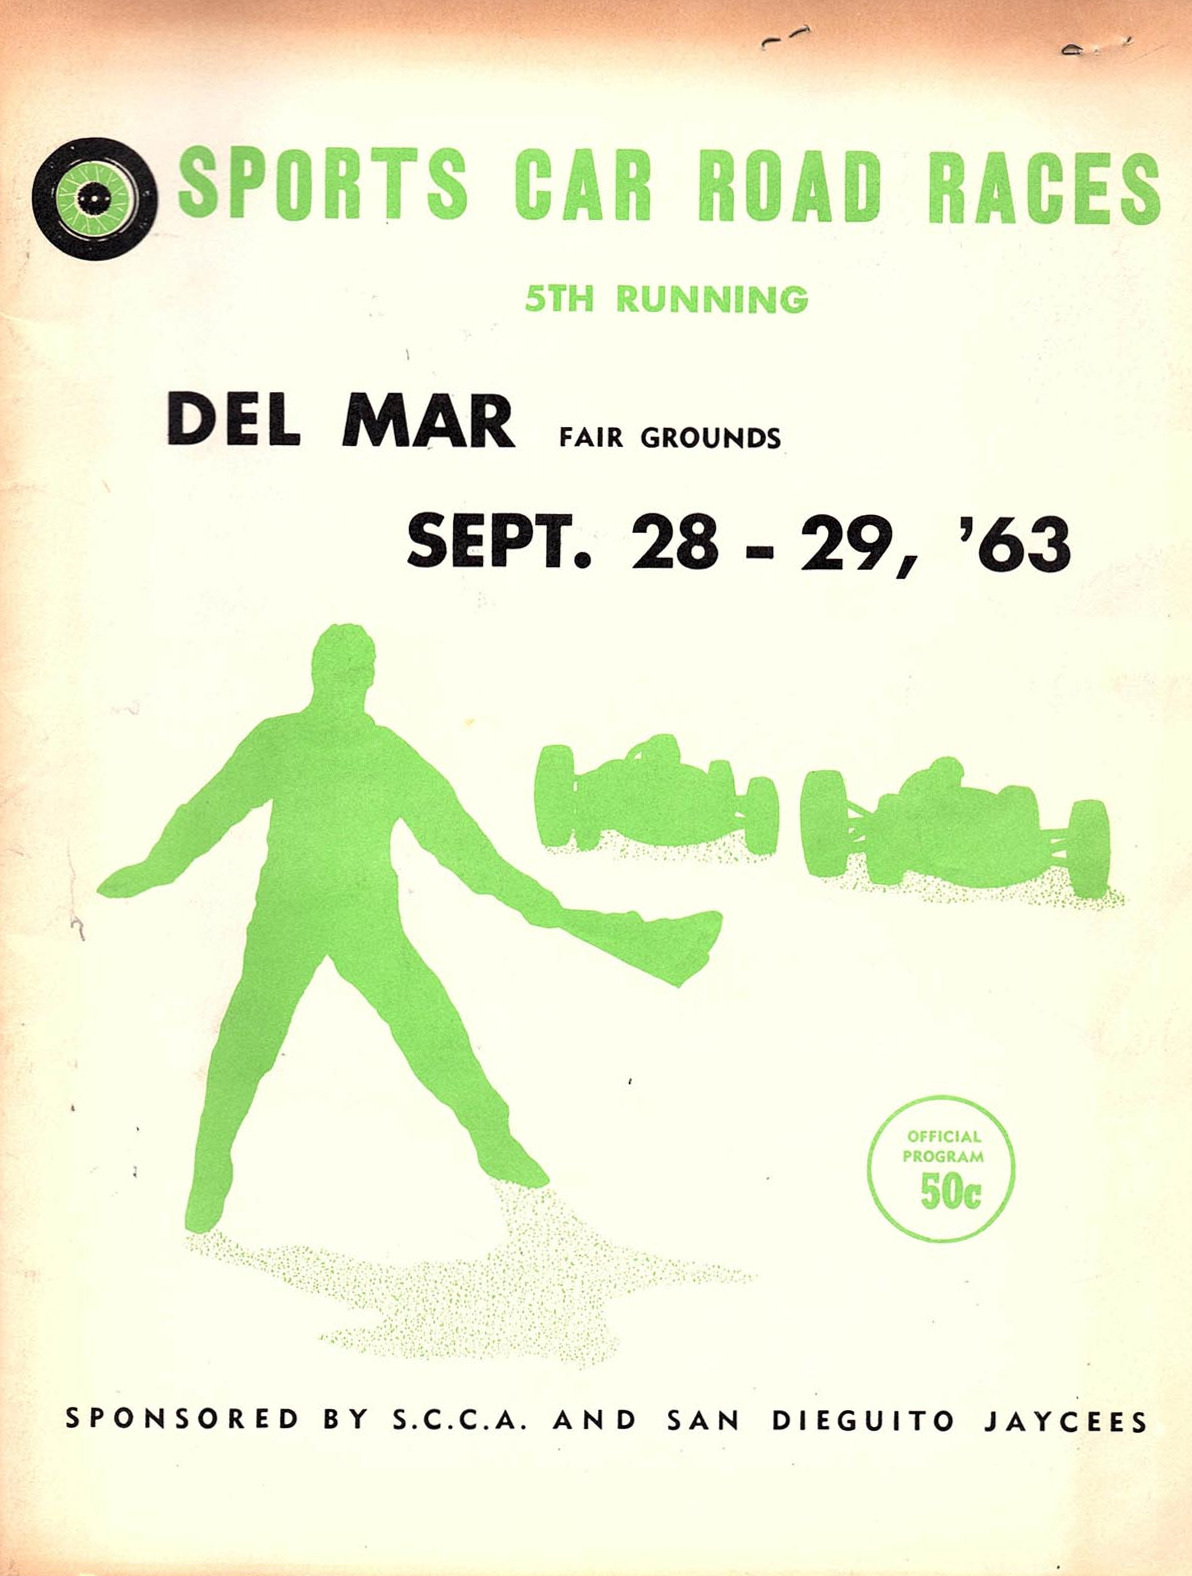 SPORTS CAR ROAD RACES
5TH RUNNING
DEL MAR FAIR GROUNDS
SEPT. 28 - 29, '63
OFFICIAL
PROGRAM
50c
SPONSORED BY S.C.C.A. AND SAN DIEGUITO JAYCEES